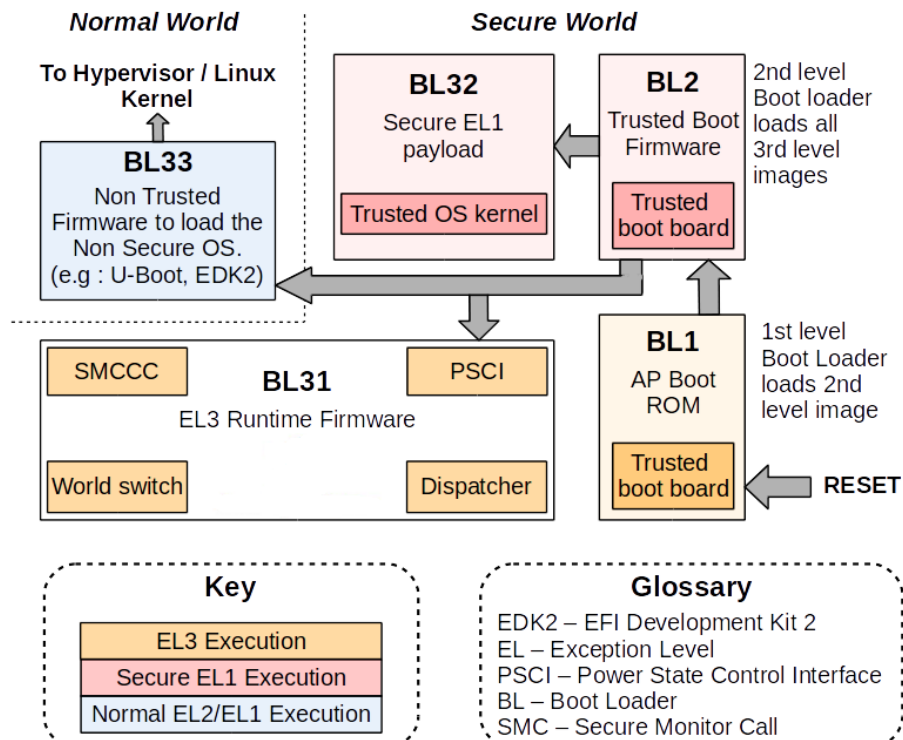 Normal World
Secure World
To Hypervisor / Linux
Kernel
BL33
Non Trusted
Firmware to load the
Non Secure OS.
(e.g : U-Boot, EDK2)
BL32
Secure EL1
payload
Trusted OS kernel
BL2
Trusted Boot
Firmware
Trusted
boot board
2nd level
Boot loader
loads all
3rd level
images
SMCCC
PSCI
BL31
EL3 Runtime Firmware
World switch
Dispatcher
BL1
AP Boot
ROM
Trusted
boot board
1st level
Boot Loader
loads 2nd
level image
RESET
Key
EL3 Execution
Secure EL1 Execution
Normal EL2/EL1 Execution
Glossary
EDK2 – EFI Development Kit 2
EL – Exception Level
PSCI – Power State Control Interface
BL – Boot Loader
SMC – Secure Monitor Call